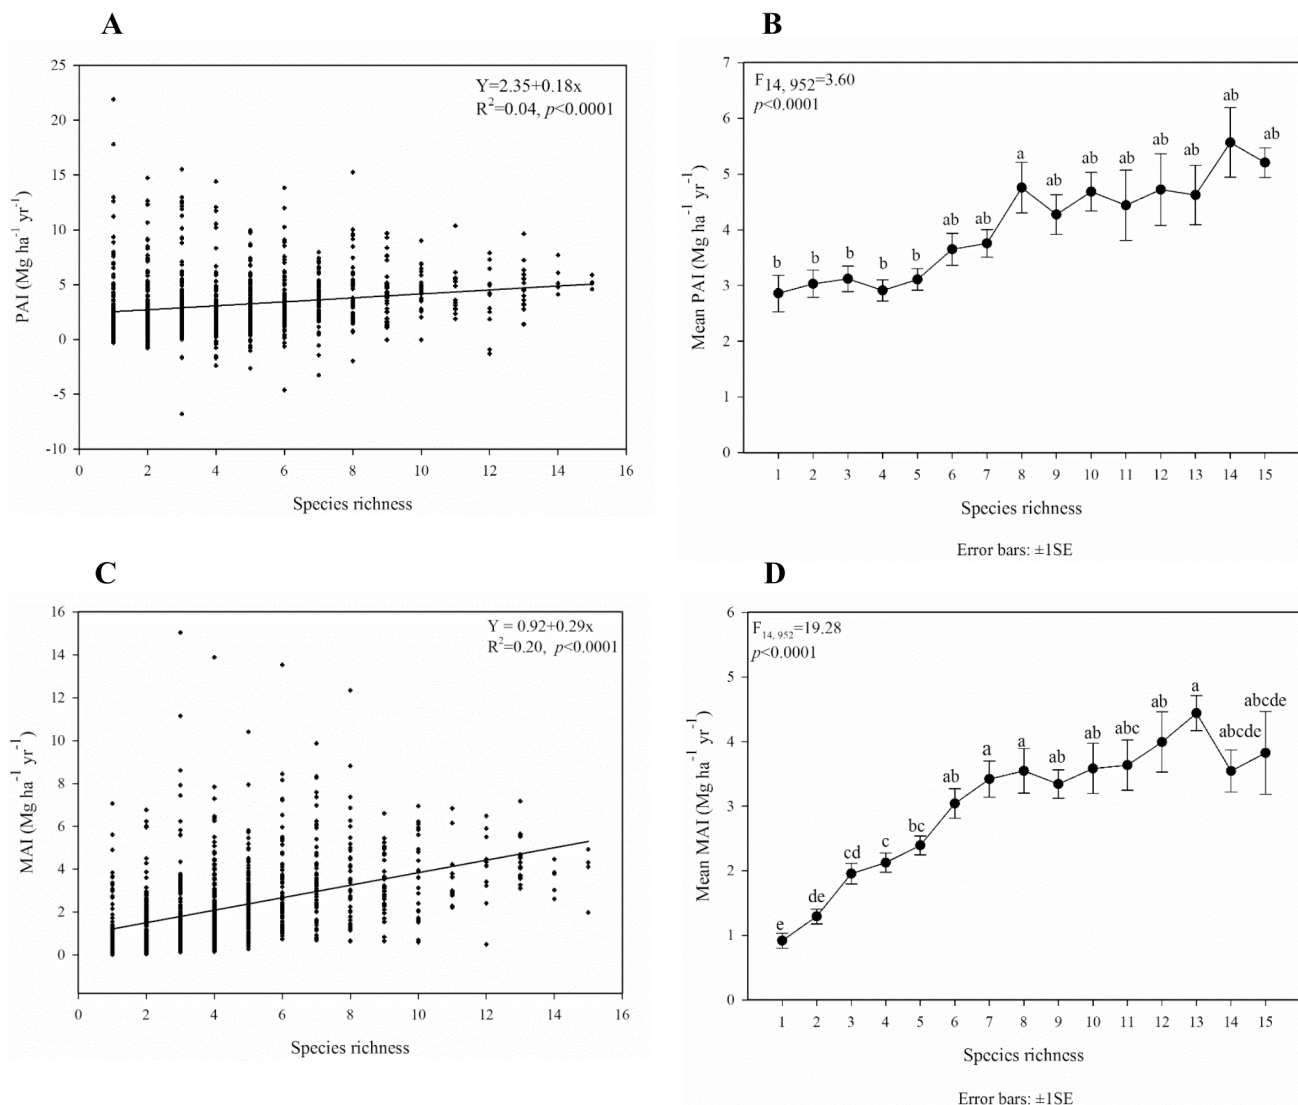 A
25
20
15
10
5
0
-5
-10
PAI (Mg ha⁻¹ yr⁻¹)
Y=2.35+0.18x
R²=0.04, p<0.0001
0 2 4 6 8 10 12 14 16
Species richness
B
7
6
5
4
3
2
1
0
Mean PAI (Mg ha⁻¹ yr⁻¹)
F14, 952=3.60
p<0.0001
b b b b b ab ab a ab ab ab ab ab ab ab
1 2 3 4 5 6 7 8 9 10 11 12 13 14 15
Species richness
Error bars: ±1SE
C
16
14
12
10
8
6
4
2
0
MAI (Mg ha⁻¹ yr⁻¹)
Y = 0.92+0.29x
R²=0.20, p<0.0001
0 2 4 6 8 10 12 14 16
Species richness
D
6
5
4
3
2
1
0
Mean MAI (Mg ha⁻¹ yr⁻¹)
F14, 952=19.28
p<0.0001
e de cd c bc ab a a ab ab abc ab a abcde abcde
1 2 3 4 5 6 7 8 9 10 11 12 13 14 15
Species richness
Error bars: ±1SE